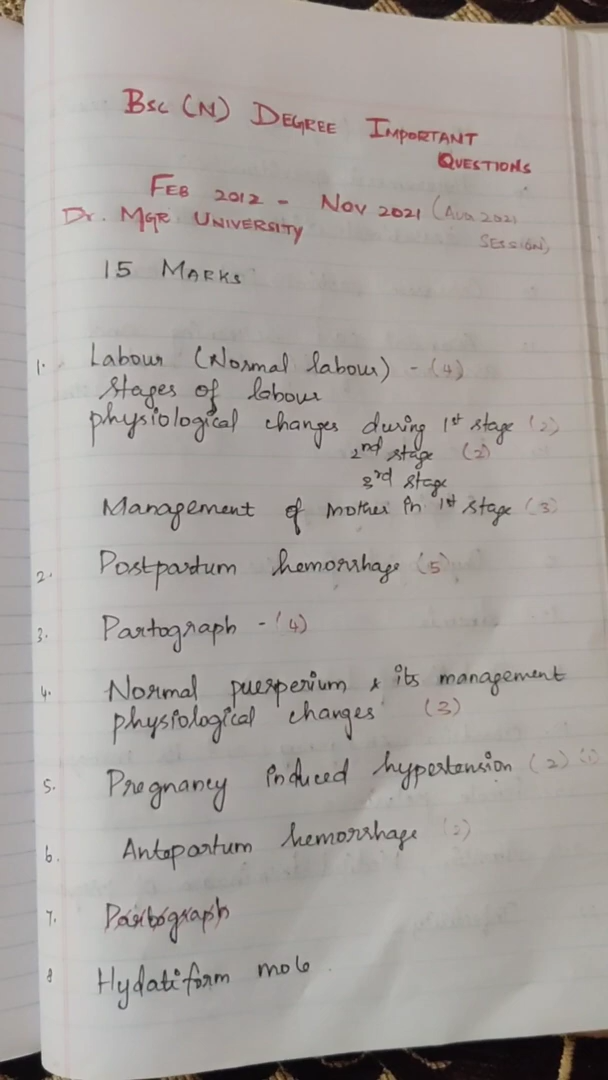 BSC (N) DEGREE IMPORTANT
QUESTIONS
FEB 2012 - NOV 2021 (AUG 2021
SESSION)
Dr. MGR UNIVERSITY
15 MARKS
1. Labour (Normal labour) - (4)
Stages of labour
physiological changes during 1st stage (2)
2nd stage (2)
3rd stage
Management of mother in 1st stage (3)
2. Postpartum hemorrhage (5)
3. Partograph - (4)
4. Normal puerperium & its management
physiological changes (3)
5. Pregnancy induced hypertension (2) (1)
6. Antepartum hemorrhage (2)
7. Partograph
8 Hydatiform mole.